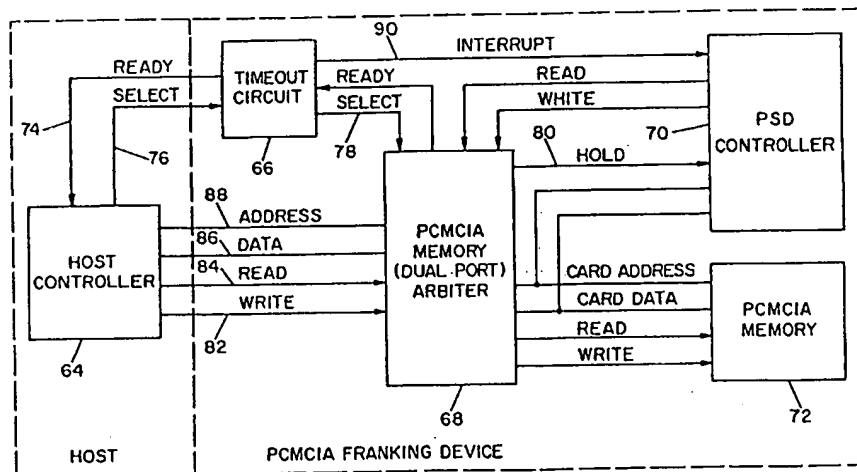 90
INTERRUPT
READY
TIMEOUT
CIRCUIT
READY
READ
SELECT
SELECT
WHITE
PSD
CONTROLLER
74
76
66
78
80
70
HOLD
88
ADDRESS
HOST
CONTROLLER
86
DATA
84
READ
WRITE
82
PCMCIA
MEMORY
(DUAL PORT)
ARBITER
CARD ADDRESS
CARD DATA
READ
WRITE
PCMCIA
MEMORY
64
68
72
HOST
PCMCIA FRANKING DEVICE